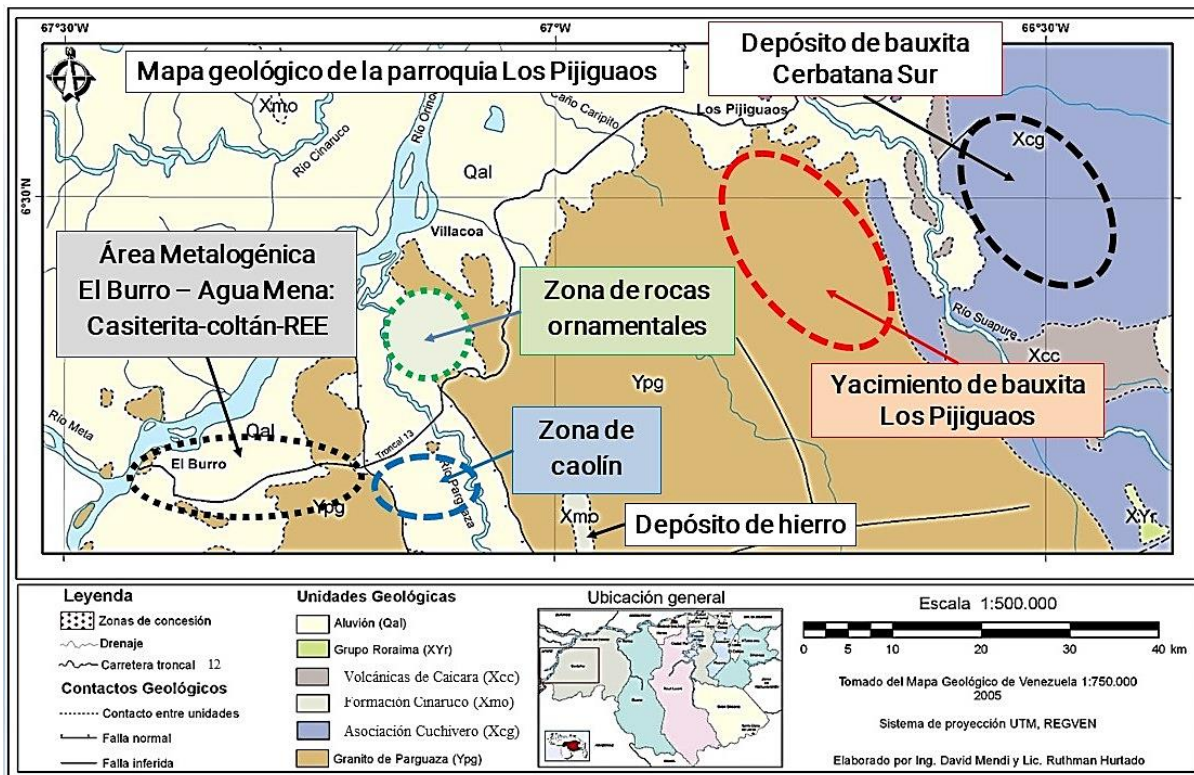 67°30'W
67°W
66°30'W
6°30'N
Mapa geológico de la parroquia Los Pijiguaos
Depósito de bauxita
Cerbatana Sur
Xmo
Río Cinaruco
Río Orinoco
Caño Caripito
Los Pijiguaos
Qal
Xcg
Villacoa
Área Metalogénica
El Burro – Agua Mena:
Casiterita-coltán-REE
Zona de rocas
ornamentales
Río Suapure
Xcc
Ypg
Yacimiento de bauxita
Los Pijiguaos
Río Meta
Qal
El Burro
Troncal 13
Zona de
caolín
Río Parguaza
Ypg
Xmo
Depósito de hierro
XYr
Leyenda
Zonas de concesión
Drenaje
Carretera troncal 12
Contactos Geológicos
Contacto entre unidades
Falla normal
Falla inferida
Unidades Geológicas
Aluvión (Qal)
Grupo Roraima (XYr)
Volcánicas de Caicara (Xcc)
Formación Cinaruco (Xmo)
Asociación Cuchivero (Xcg)
Granito de Parguaza (Ypg)
Ubicación general
Escala 1:500.000
0 5 10 20 30 40 km
Tomado del Mapa Geológico de Venezuela 1:750.000
2005
Sistema de proyección UTM, REGVEN
Elaborado por Ing. David Mendi y Lic. Ruthman Hurtado